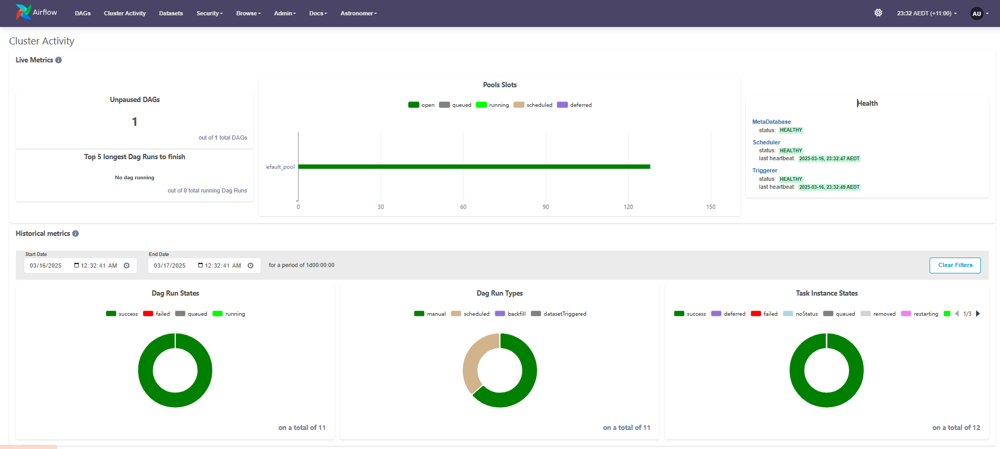 Airflow DAGs Cluster Activity Datasets Security Browse Admin Docs Astronomer 23:32 AEDT (+11:00) AU
Cluster Activity
Live Metrics
Unpaused DAGs
1
out of 1 total DAGs
Top 5 longest Dag Runs to finish
No dag running
out of 0 total running Dag Runs
Pools Slots
open queued running scheduled deferred
default_pool
0 30 60 90 120 150
Health
MetaDatabase
status: HEALTHY
Scheduler
status: HEALTHY
last heartbeat: 2025-03-16, 23:32:47 AEDT
Triggerer
status: HEALTHY
last heartbeat: 2025-03-16, 23:32:49 AEDT
Historical metrics
Start Date End Date
03/16/2025 12:32:41 AM 03/17/2025 12:32:41 AM for a period of 1d00:00:00 Clear Filters
Dag Run States
success failed queued running
on a total of 11
Dag Run Types
manual scheduled backfill datasetTriggered
on a total of 11
Task Instance States
success deferred failed noStatus queued removed restarting 1/3
on a total of 12